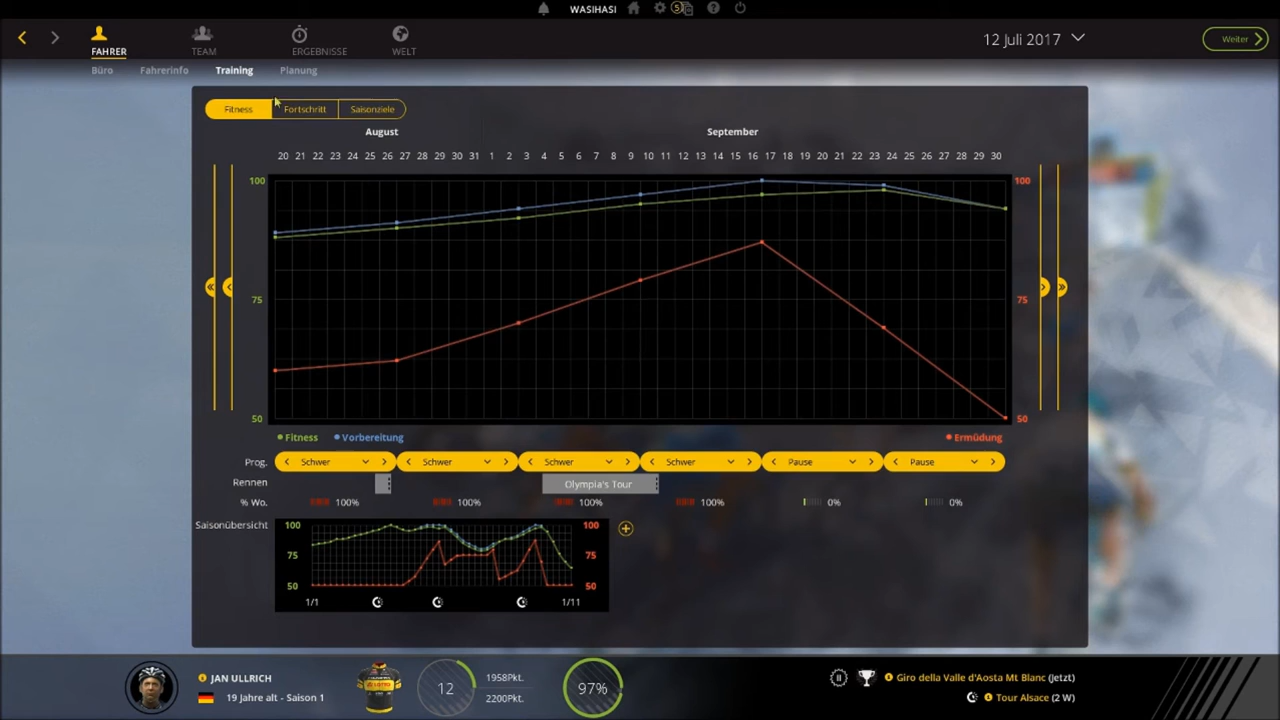 WASIHASI 5
FAHRER TEAM ERGEBNISSE WELT 12 Juli 2017 Weiter
Büro Fahrerinfo Training Planung
Fitness Fortschritt Saisonziele
August September
20 21 22 23 24 25 26 27 28 29 30 31 1 2 3 4 5 6 7 8 9 10 11 12 13 14 15 16 17 18 19 20 21 22 23 24 25 26 27 28 29 30
100 100
75 75
50 50
Fitness Vorbereitung Ermüdung
Prog. Schwer Schwer Schwer Schwer Pause Pause
Rennen Olympia's Tour
% Wo. 100% 100% 100% 100% 0% 0%
Saisonübersicht 100 100
75 75
50 50
1/1 1/11
JAN ULLRICH 12 1958Pkt. 97% Giro della Valle d'Aosta Mt Blanc (Jetzt)
19 Jahre alt - Saison 1 2200Pkt. Tour Alsace (2 W)